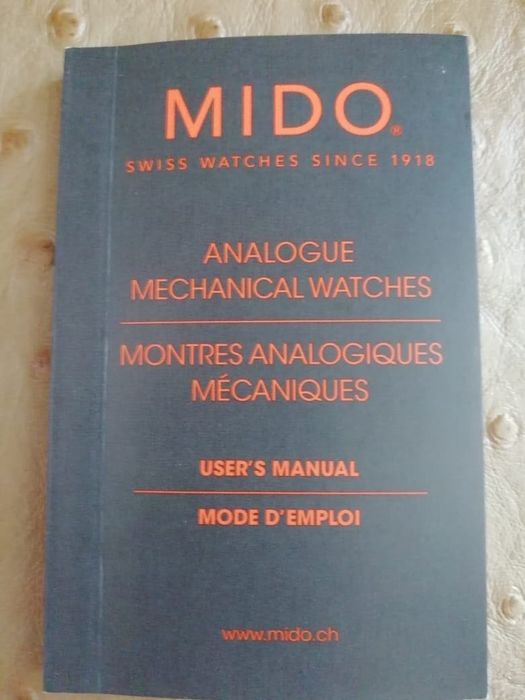 MIDO®
SWISS WATCHES SINCE 1918
ANALOGUE
MECHANICAL WATCHES
MONTRES ANALOGIQUES
MÉCANIQUES
USER'S MANUAL
MODE D'EMPLOI
www.mido.ch